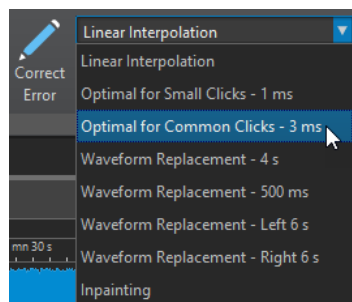 Linear Interpolation
Correct
Error
Linear Interpolation
Optimal for Small Clicks - 1 ms
Optimal for Common Clicks - 3 ms
Waveform Replacement - 4 s
Waveform Replacement - 500 ms
Waveform Replacement - Left 6 s
mn 30 s
Waveform Replacement - Right 6 s
Inpainting